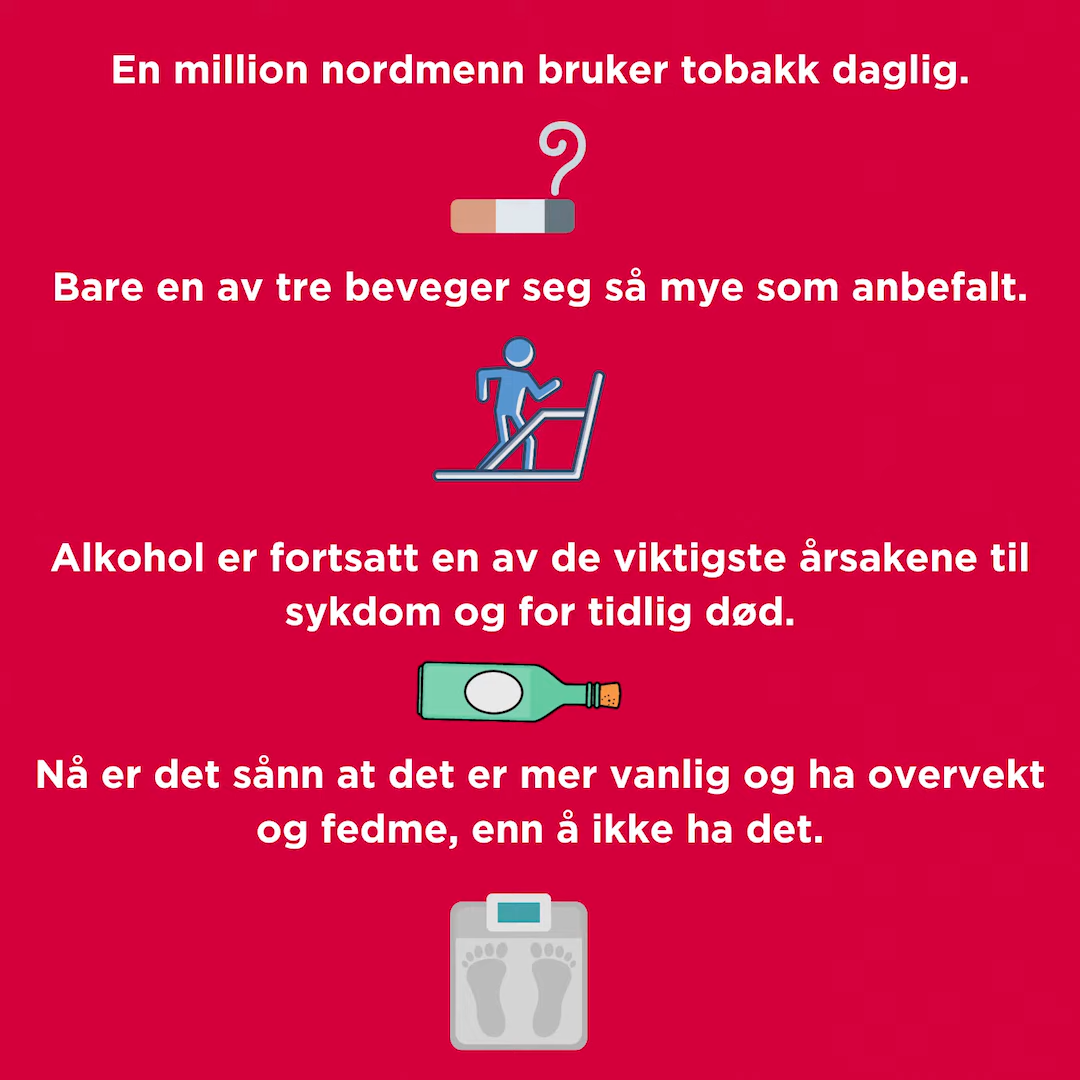 En million nordmenn bruker tobakk daglig.
Bare en av tre beveger seg så mye som anbefalt.
Alkohol er fortsatt en av de viktigste årsakene til
sykdom og for tidlig død.
Nå er det sånn at det er mer vanlig og ha overvekt
og fedme, enn å ikke ha det.